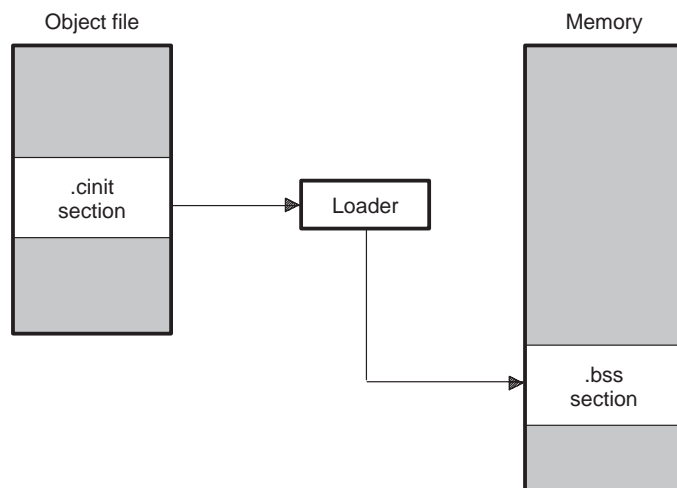 Object file
Memory
.cinit
section
Loader
.bss
section